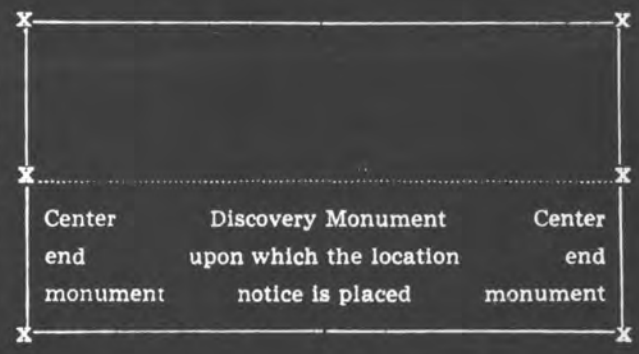 X X
X X
Center Discovery Monument Center
end upon which the location end
monument notice is placed monument
X X